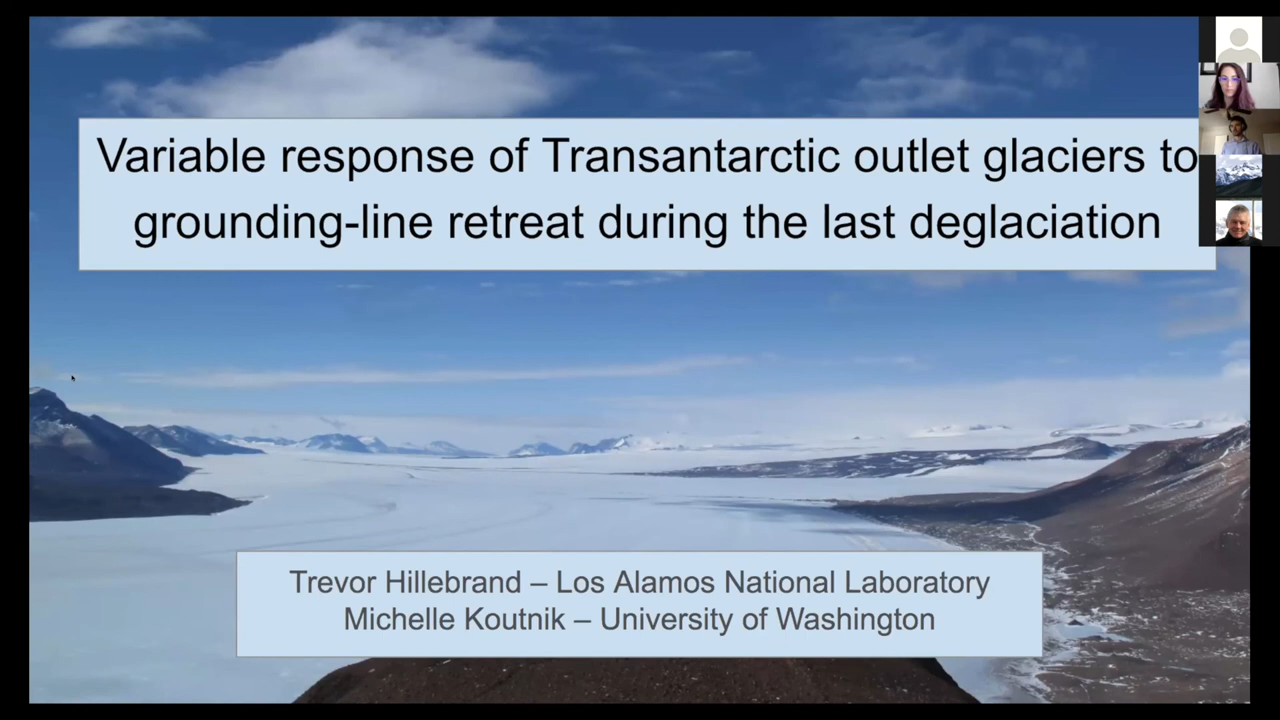 Variable response of Transantarctic outlet glaciers to
grounding-line retreat during the last deglaciation
Trevor Hillebrand – Los Alamos National Laboratory
Michelle Koutnik – University of Washington